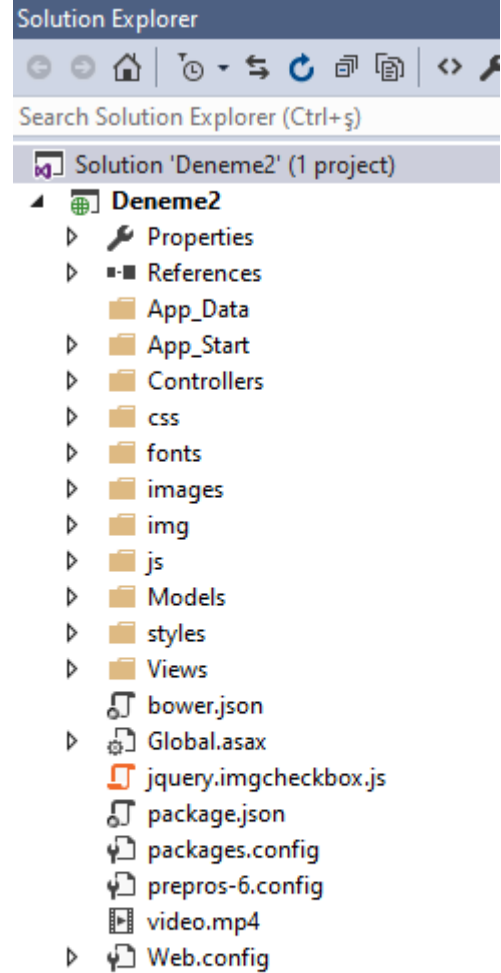 Solution Explorer
Search Solution Explorer (Ctrl+ş)
Solution 'Deneme2' (1 project)
Deneme2
Properties
References
App_Data
App_Start
Controllers
css
fonts
images
img
js
Models
styles
Views
bower.json
Global.asax
jquery.imgcheckbox.js
package.json
packages.config
prepros-6.config
video.mp4
Web.config